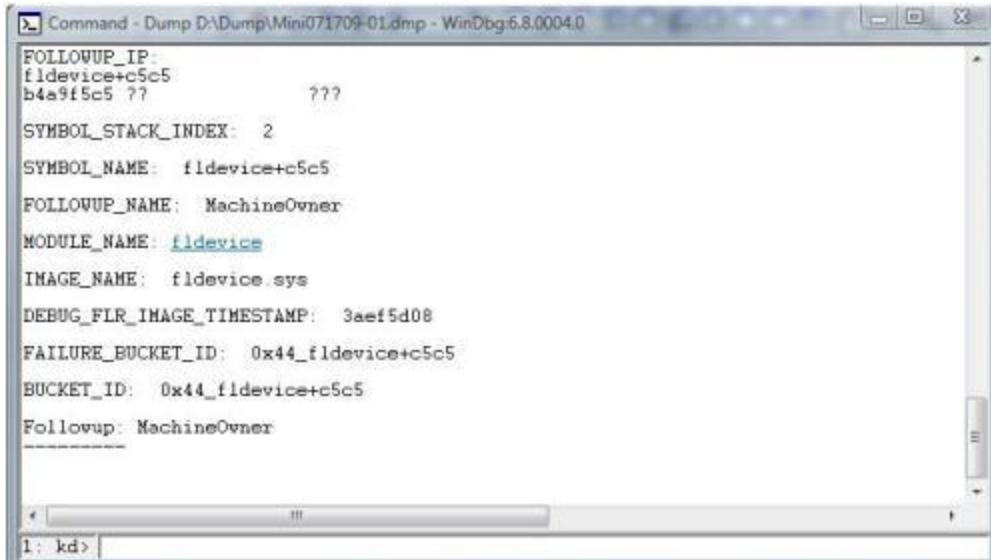 Command - Dump D:\Dump\Mini071709-01.dmp - WinDbg:6.8.0004.0
FOLLOWUP_IP:
fldevice+c5c5
b4a9f5c5 ??              ???
SYMBOL_STACK_INDEX:  2
SYMBOL_NAME:  fldevice+c5c5
FOLLOWUP_NAME:  MachineOwner
MODULE_NAME: fldevice
IMAGE_NAME:  fldevice.sys
DEBUG_FLR_IMAGE_TIMESTAMP:  3aef5d08
FAILURE_BUCKET_ID:  0x44_fldevice+c5c5
BUCKET_ID:  0x44_fldevice+c5c5
Followup: MachineOwner
---------
1: kd>